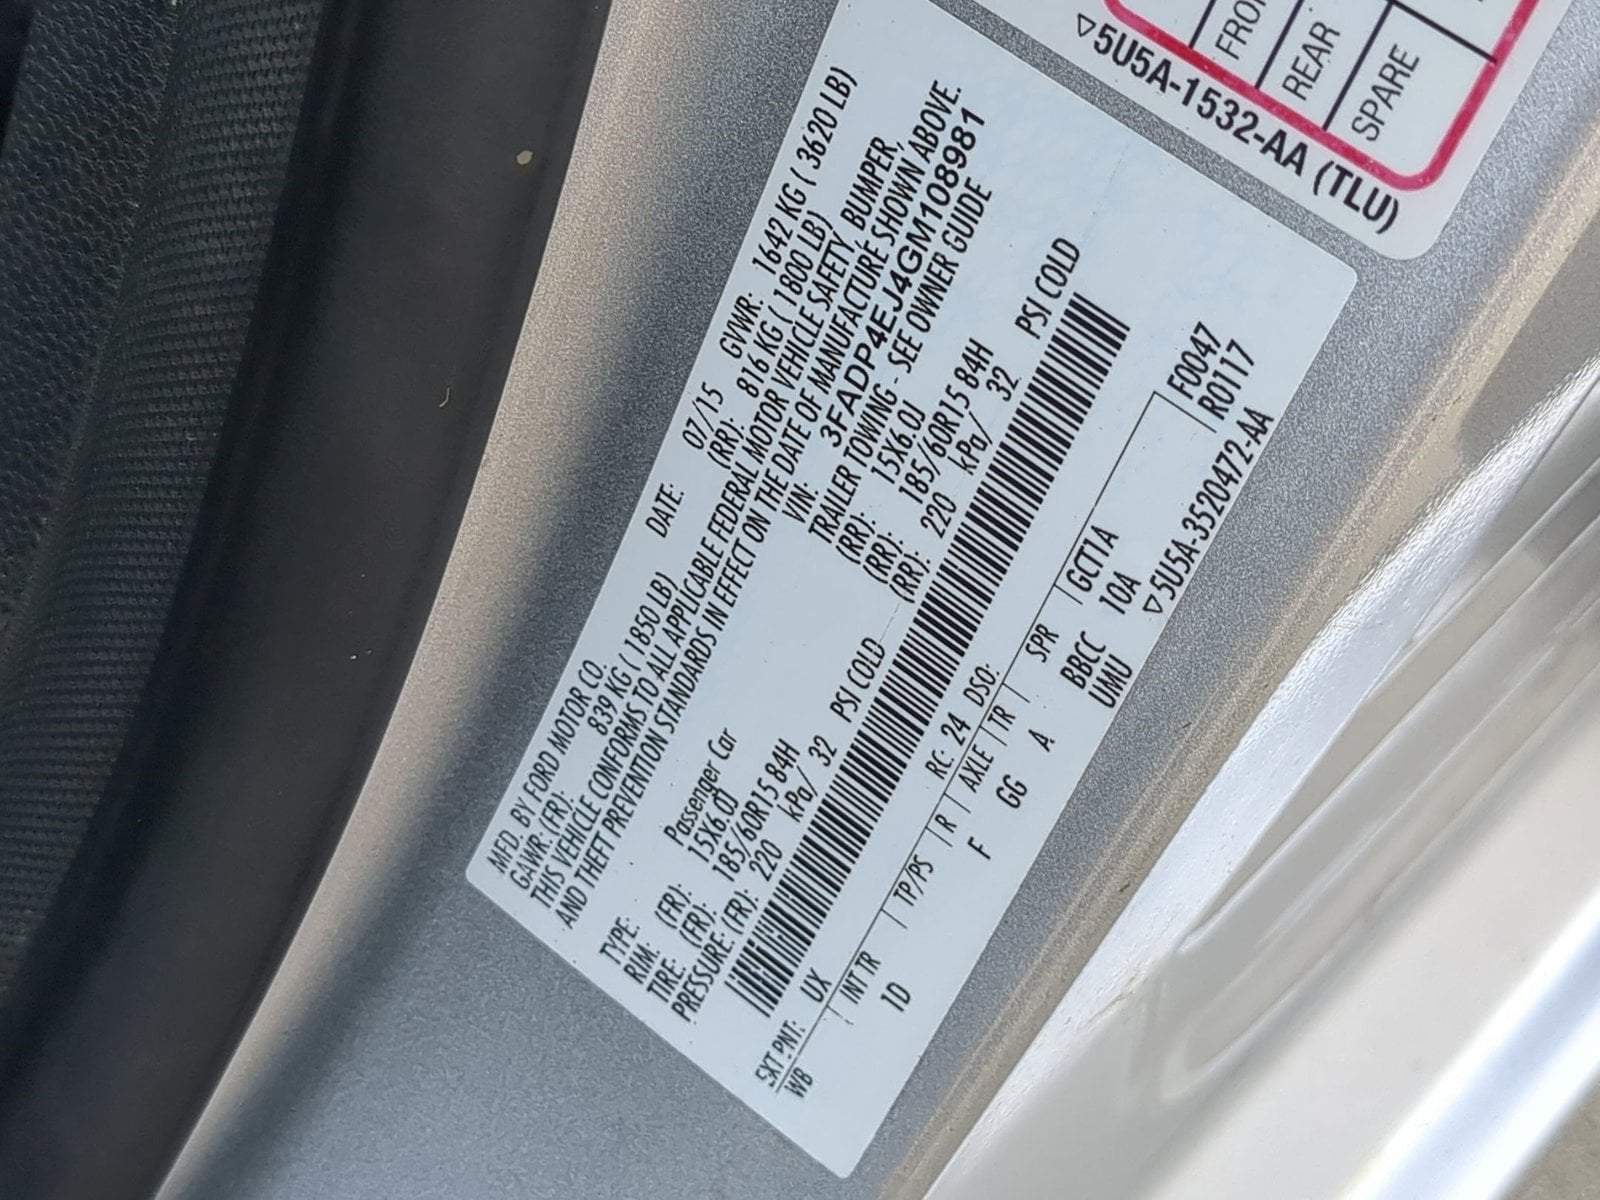 FRON
REAR
SPARE
▽5U5A-1532-AA (TLU)
MFD. BY FORD MOTOR CO. DATE: 07/15 GVWR: 1642 KG ( 3620 LB)
GAWR: (FR): 839 KG ( 1850 LB) (RR): 816 KG ( 1800 LB)
THIS VEHICLE CONFORMS TO ALL APPLICABLE FEDERAL MOTOR VEHICLE SAFETY, BUMPER,
AND THEFT PREVENTION STANDARDS IN EFFECT ON THE DATE OF MANUFACTURE SHOWN ABOVE.
VIN: 3FADP4EJ4GM108981
TYPE: Passenger Car TRAILER TOWING - SEE OWNER GUIDE
RIM: (FR): 15X6.0J (RR): 15X6.0J
TIRE: (FR): 185/60R15 84H (RR): 185/60R15 84H
PRESSURE: (FR): 220 kPa/ 32 PSI COLD (RR): 220 kPa/ 32 PSI COLD
EXT PNT: UX RC: 24 DSO:
WB | INT TR | TP/PS | R | AXLE | TR | SPR | GCT1A F0047
1D F GG A BBCC 10A R0117
UMU ▽5U5A-3520472-AA